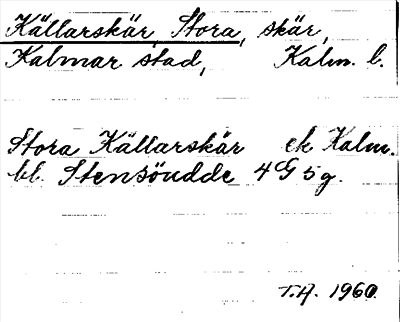 Källarskär, Stora, skär,
Kalmar stad, Kalm. l.
Stora Källarskär ek Kalm.
bl. Stensöudde 4G 5g.
T.H. 1960